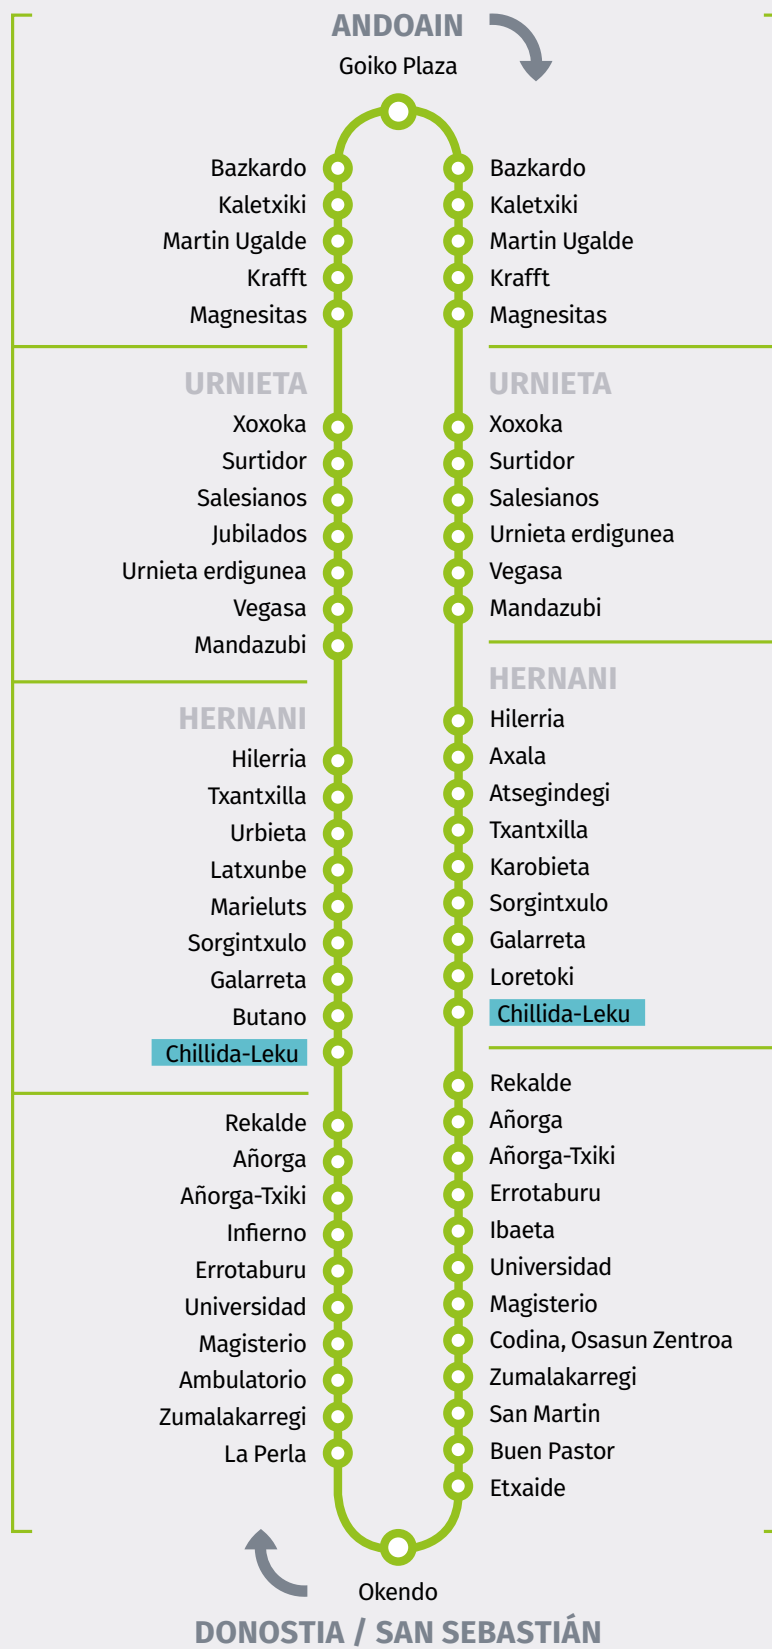 ANDOAIN
Goiko Plaza
Bazkardo
Kaletxiki
Martin Ugalde
Krafft
Magnesitas
URNIETA
Xoxoka
Surtidor
Salesianos
Jubilados
Urnieta erdigunea
Vegasa
Mandazubi
HERNANI
Hilerria
Txantxilla
Urbieta
Latxunbe
Marieluts
Sorgintxulo
Galarreta
Butano
Chillida-Leku
Rekalde
Añorga
Añorga-Txiki
Infierno
Errotaburu
Universidad
Magisterio
Ambulatorio
Zumalakarregi
La Perla
Bazkardo
Kaletxiki
Martin Ugalde
Krafft
Magnesitas
URNIETA
Xoxoka
Surtidor
Salesianos
Urnieta erdigunea
Vegasa
Mandazubi
HERNANI
Hilerria
Axala
Atsegindegi
Txantxilla
Karobieta
Sorgintxulo
Galarreta
Loretoki
Chillida-Leku
Rekalde
Añorga
Añorga-Txiki
Errotaburu
Ibaeta
Universidad
Magisterio
Codina, Osasun Zentroa
Zumalakarregi
San Martin
Buen Pastor
Etxaide
Okendo
DONOSTIA / SAN SEBASTIÁN